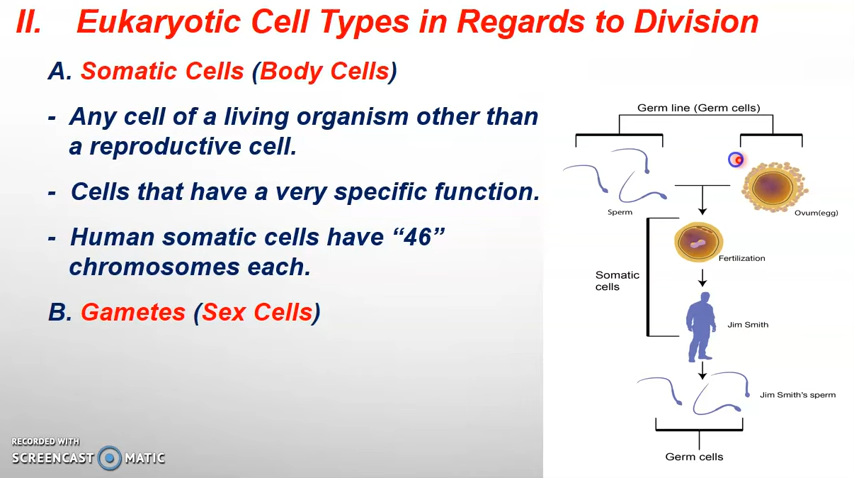 II. Eukaryotic Cell Types in Regards to Division
A. Somatic Cells (Body Cells)
- Any cell of a living organism other than
a reproductive cell.
- Cells that have a very specific function.
- Human somatic cells have “46”
chromosomes each.
B. Gametes (Sex Cells)
Germ line (Germ cells)
Sperm
Ovum(egg)
Fertilization
Somatic
cells
Jim Smith
Jim Smith's sperm
Germ cells
RECORDED WITH
SCREENCAST MATIC